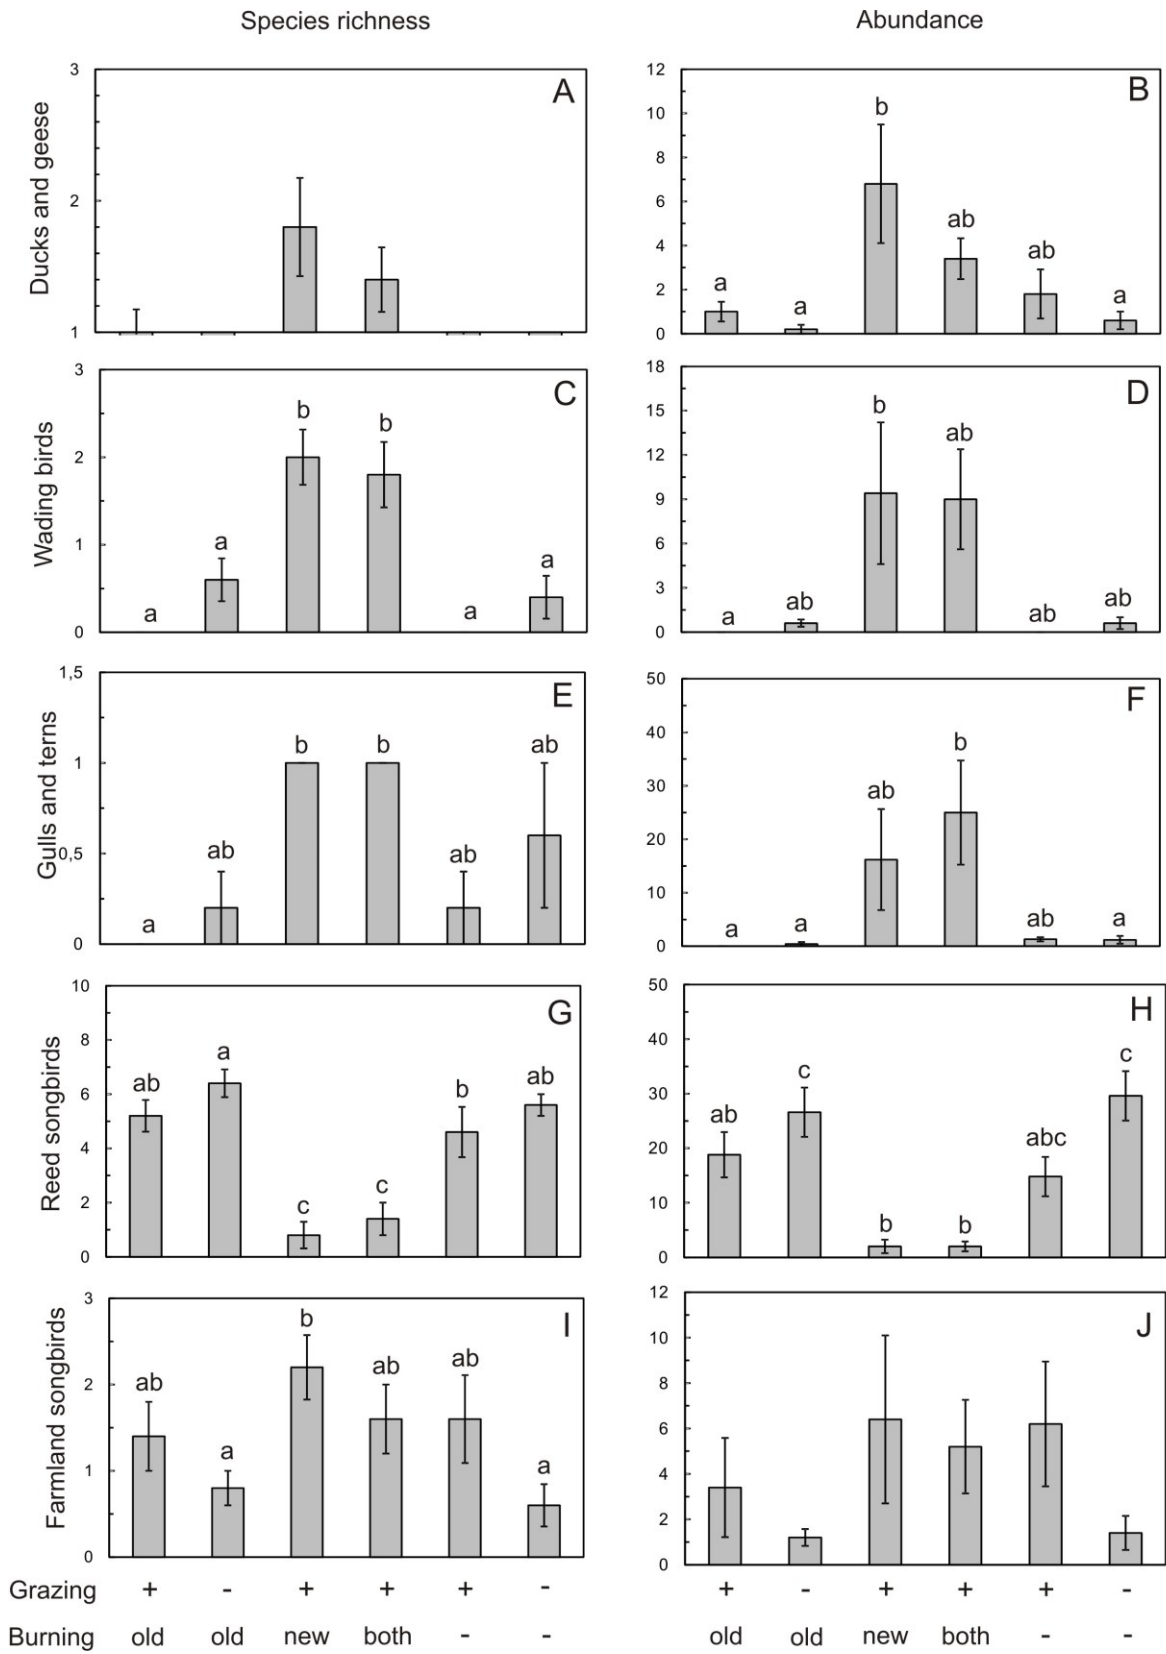 Species richness
Abundance
Ducks and geese
3
2
1
A
12
10
8
6
4
2
0
B
a
a
b
ab
ab
a
Wading birds
3
2
1
0
C
a
a
b
b
a
a
18
15
12
9
6
3
0
D
a
ab
b
ab
ab
ab
Gulls and terns
1,5
1
0,5
0
E
a
ab
b
b
ab
ab
50
40
30
20
10
0
F
a
a
ab
b
ab
a
Reed songbirds
10
8
6
4
2
0
G
ab
a
c
c
b
ab
50
40
30
20
10
0
H
ab
c
b
b
abc
c
Farmland songbirds
3
2
1
0
I
ab
a
b
ab
ab
a
12
10
8
6
4
2
0
J
Grazing + - + + + - + - + + + -
Burning old old new both - - old old new both - -